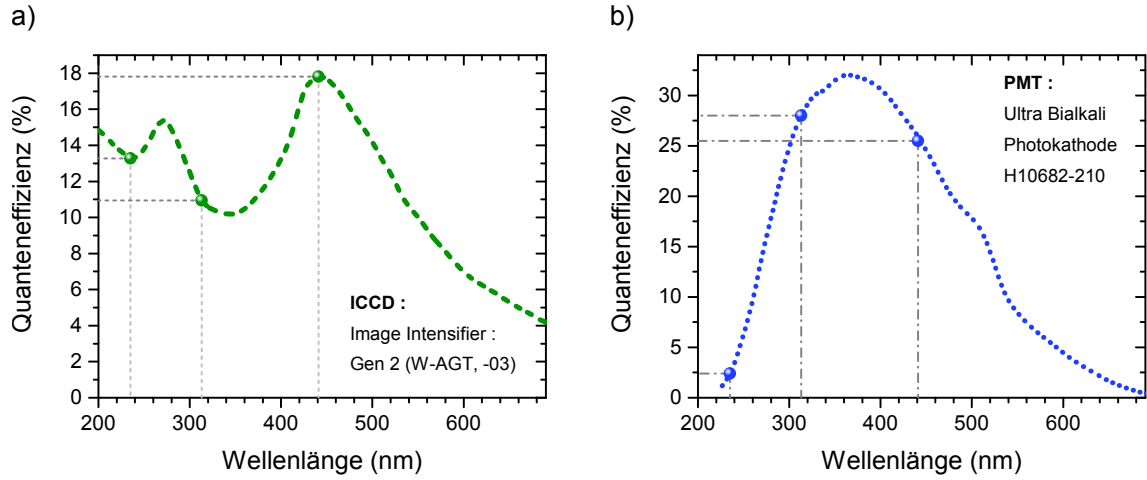 a)
Quanteneffizienz (%)
18
16
14
12
10
8
6
4
2
0
200 300 400 500 600
Wellenlänge (nm)
ICCD :
Image Intensifier :
Gen 2 (W-AGT, -03)
b)
Quanteneffizienz (%)
30
25
20
15
10
5
0
200 300 400 500 600
Wellenlänge (nm)
PMT :
Ultra Bialkali
Photokathode
H10682-210